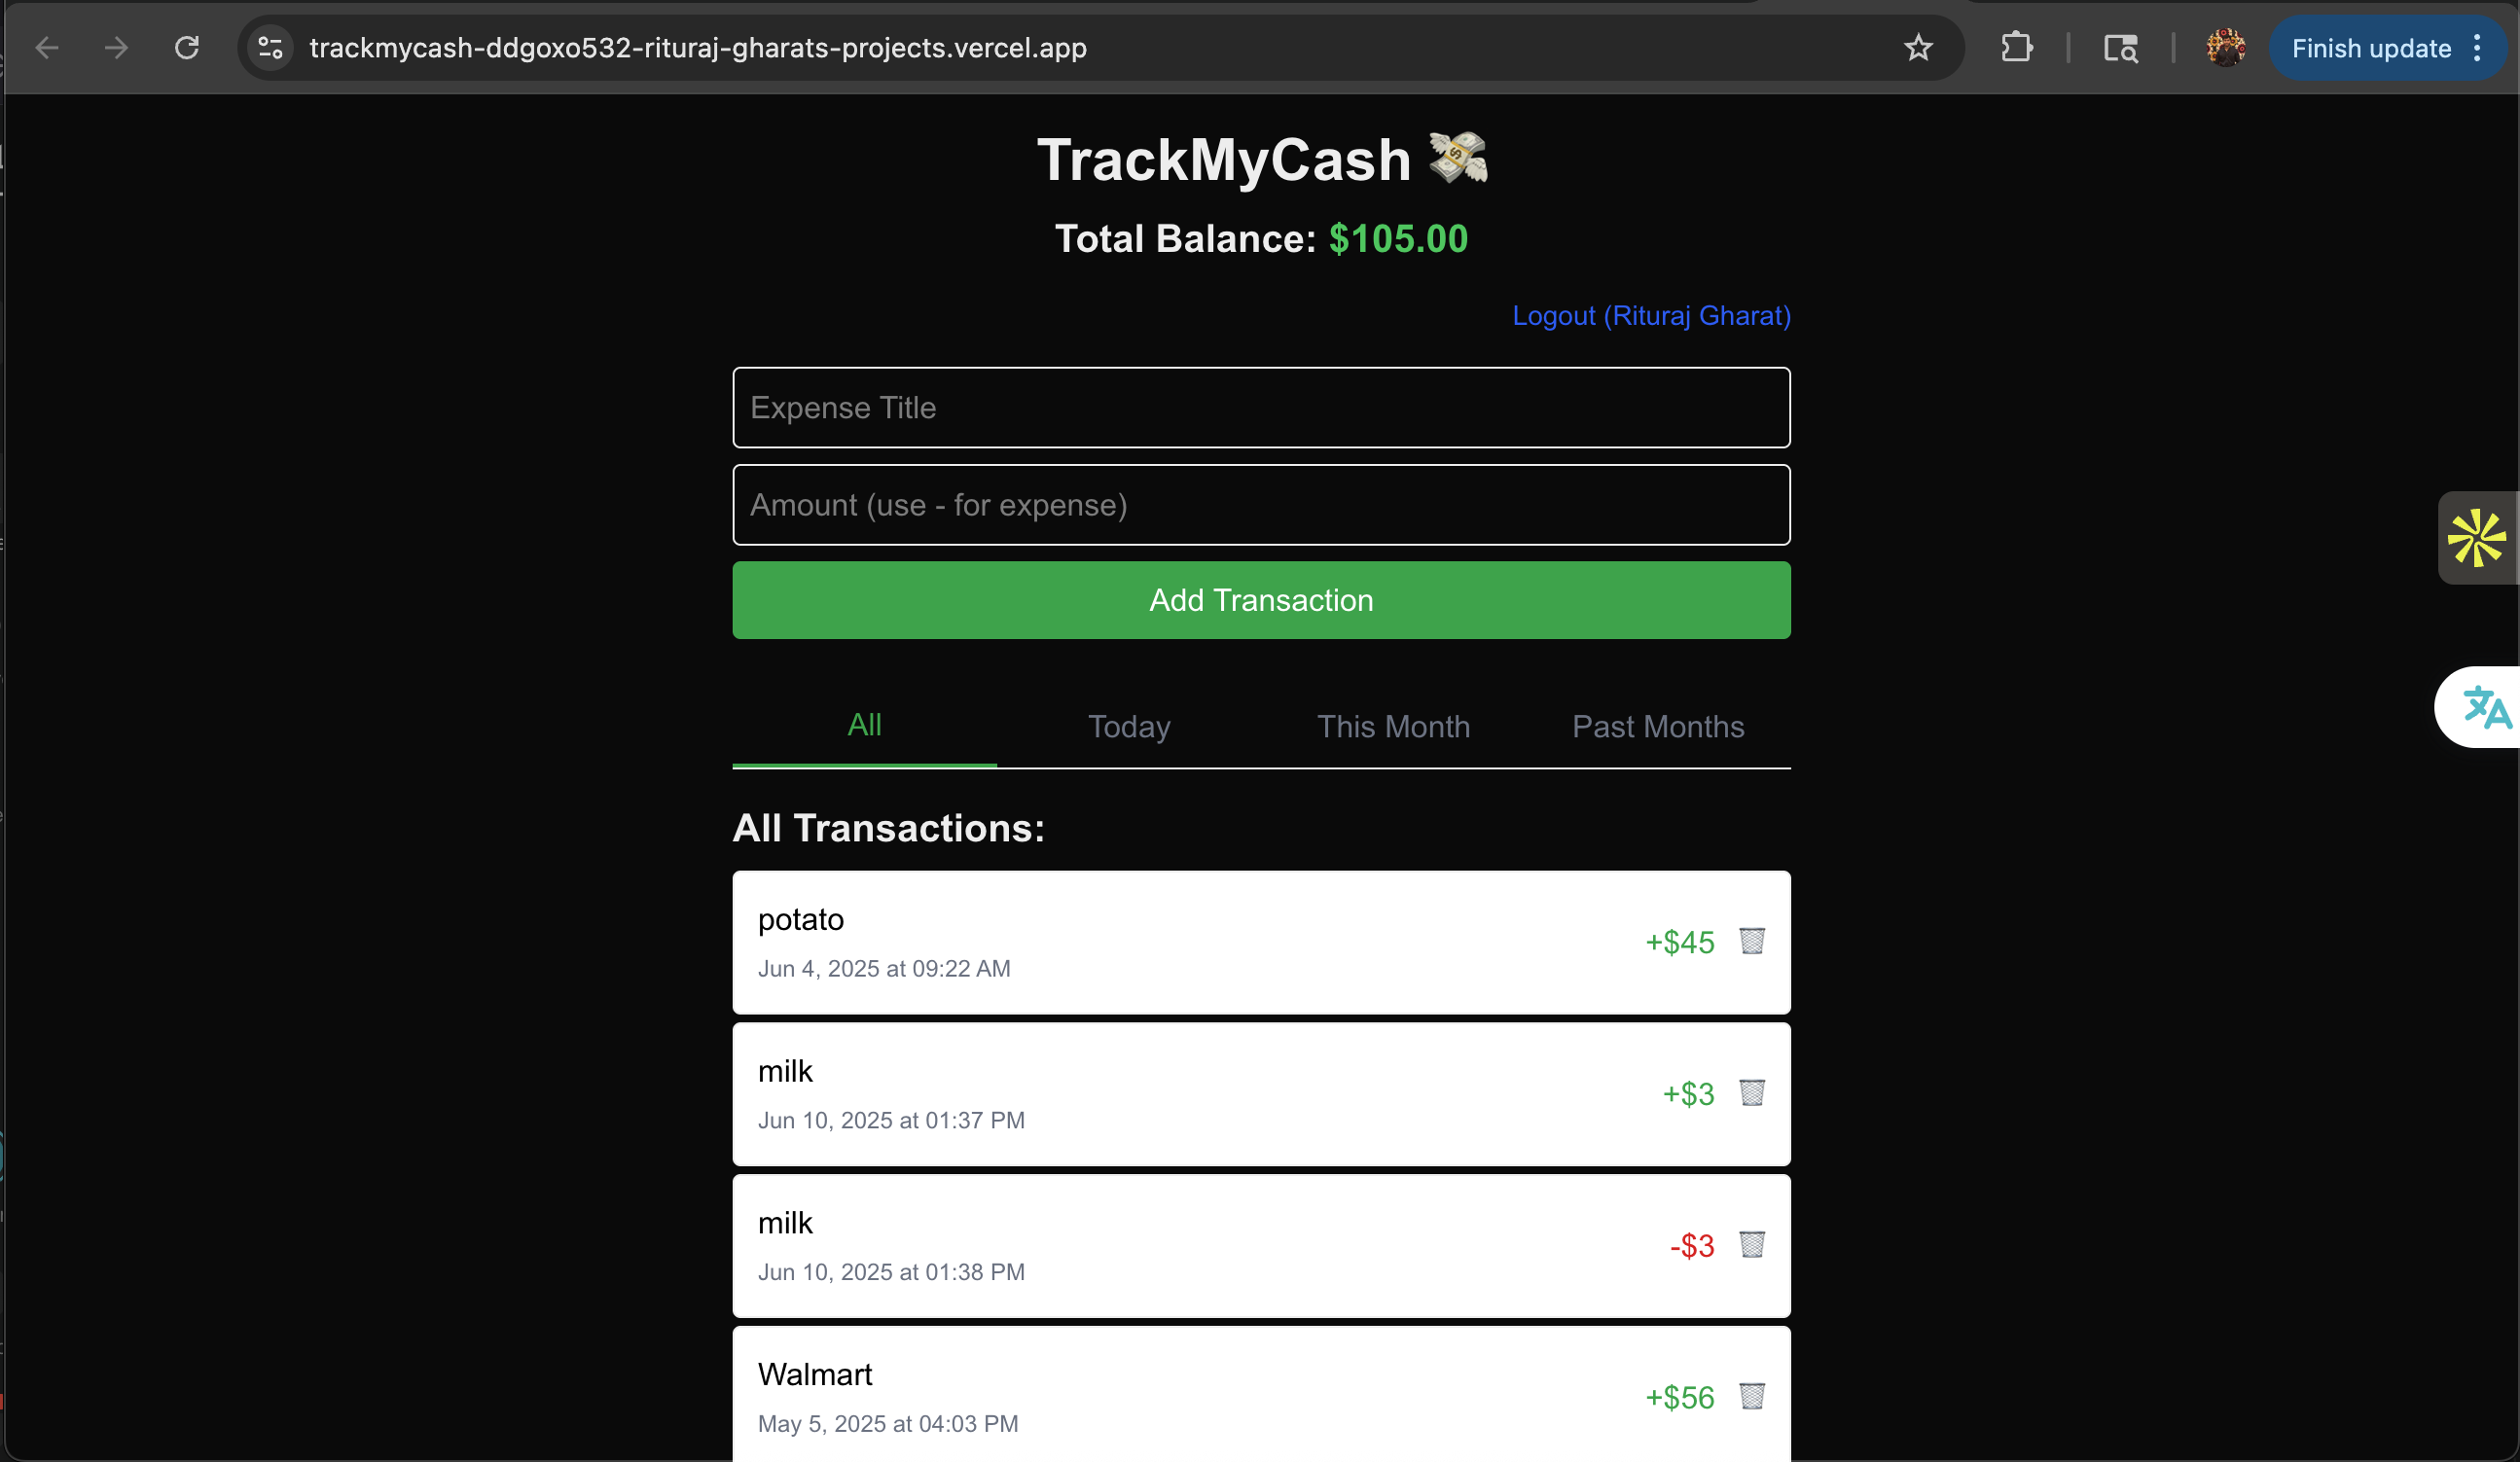 trackmycash-ddgoxo532-rituraj-gharats-projects.vercel.app
Finish update
TrackMyCash
Total Balance: $105.00
Logout (Rituraj Gharat)
Expense Title
Amount (use - for expense)
Add Transaction
All Today This Month Past Months
All Transactions:
potato
+$45
Jun 4, 2025 at 09:22 AM
milk
+$3
Jun 10, 2025 at 01:37 PM
milk
-$3
Jun 10, 2025 at 01:38 PM
Walmart
+$56
May 5, 2025 at 04:03 PM